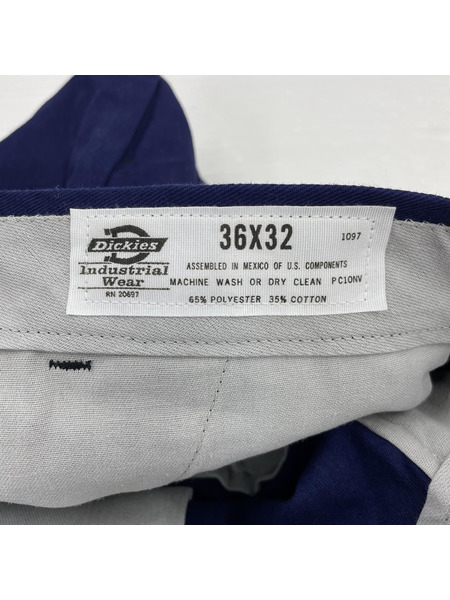 Dickies
Industrial
Wear
RN 20697
36X32 1097
ASSEMBLED IN MEXICO OF U.S. COMPONENTS
MACHINE WASH OR DRY CLEAN PC10NV
65% POLYESTER 35% COTTON